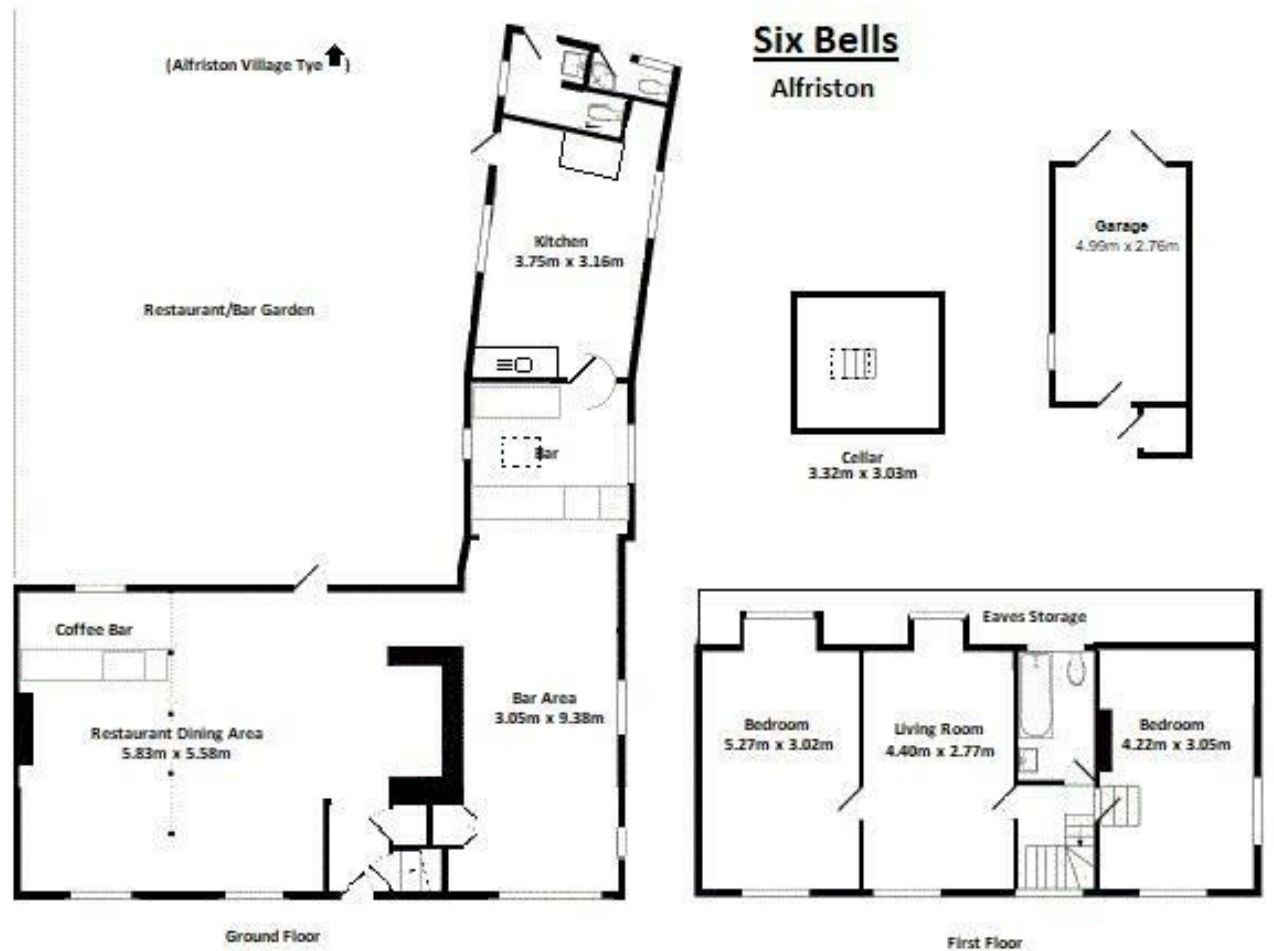 Six Bells
Alfriston
(Alfriston Village Tye )
Garage
4.99m x 2.76m
Kitchen
3.75m x 3.16m
Restaurant/Bar Garden
Bar
Cellar
3.32m x 3.03m
Coffee Bar
Eaves Storage
Bar Area
3.05m x 9.38m
Restaurant Dining Area
5.83m x 5.58m
Bedroom
5.27m x 3.02m
Living Room
4.40m x 2.77m
Bedroom
4.22m x 3.05m
Ground Floor
First Floor